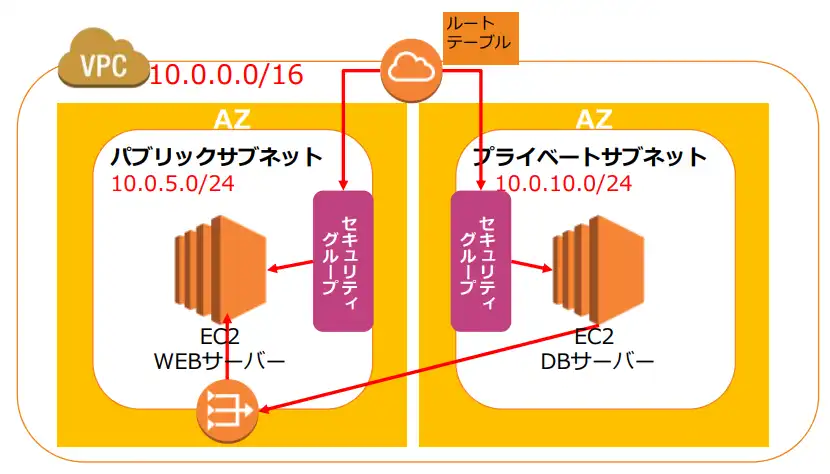 ルート
テーブル
VPC
10.0.0.0/16
AZ
パブリックサブネット
10.0.5.0/24
セキュリティ
グループ
EC2
WEBサーバー
AZ
プライベートサブネット
10.0.10.0/24
セキュリティ
グループ
EC2
DBサーバー